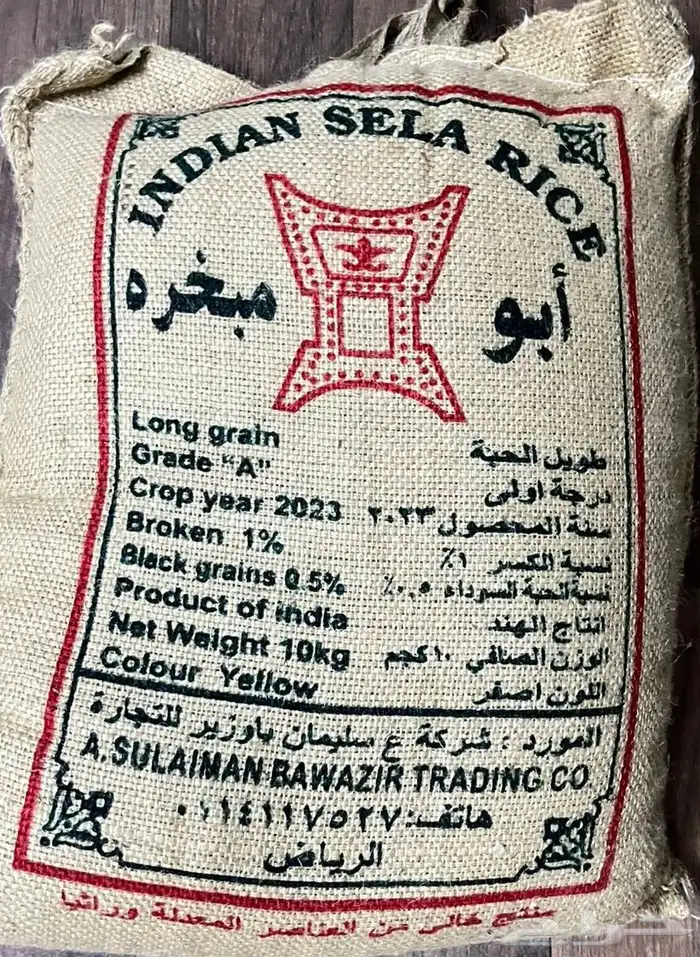 INDIAN SELA RICE
أبو مبخره
Long grain طويل الحبة
Grade "A" درجة اولى
Crop year 2023 سنة المحصول ٢٠٢٣
Broken 1% نسبة الكسر ١٪
Black grains 0.5% نسبة الحبة السوداء ٠,٥٪
Product of india انتاج الهند
Net Weight 10kg الوزن الصافي ١٠كجم
Colour Yellow اللون اصفر
المورد : شركة ع سليمان باوزير للتجارة
A.SULAIMAN BAWAZIR TRADING CO
هاتف: ٠١١٤١١٧٥٢٧
الرياض
منتج خالي من العناصر المعدلة وراثيا
حراج